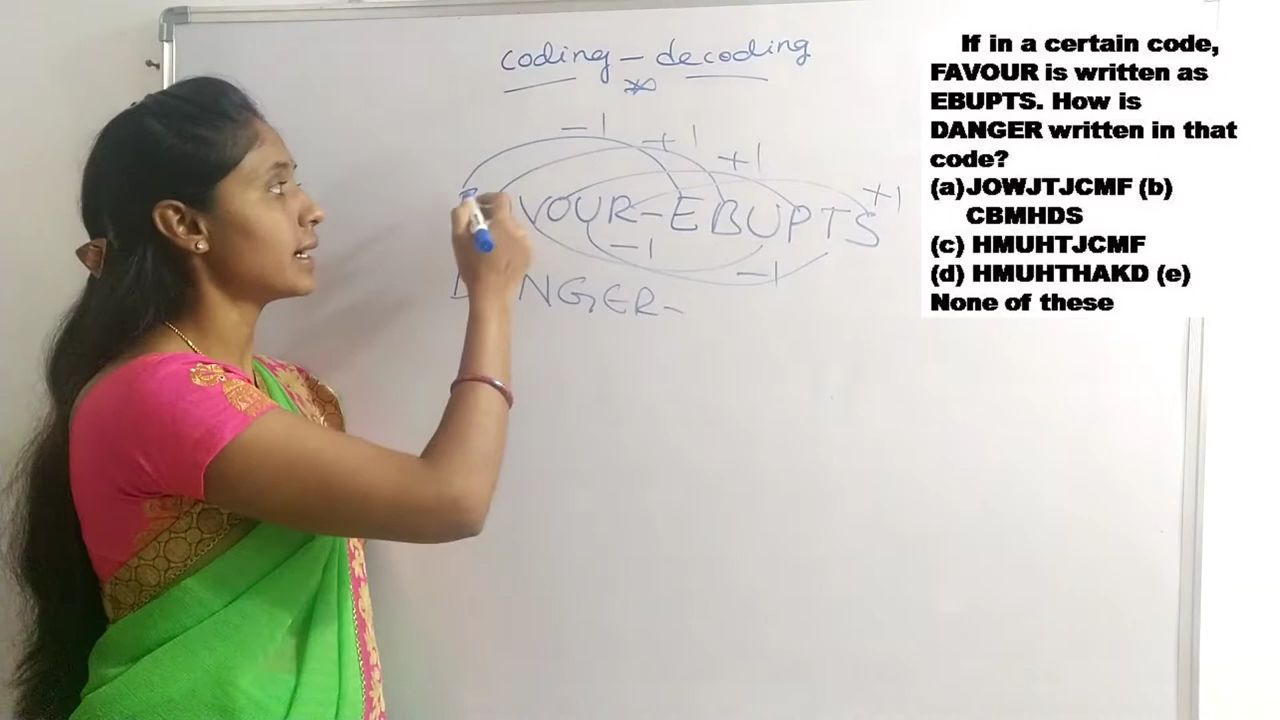 coding - decoding
-1
+1
+1
+1
VOUR-EBUPTS
-1
-1
NGER-
If in a certain code,
FAVOUR is written as
EBUPTS. How is
DANGER written in that
code?
(a)JOWJTJCMF (b)
CBMHDS
(c) HMUHTJCMF
(d) HMUHTHAKD (e)
None of these